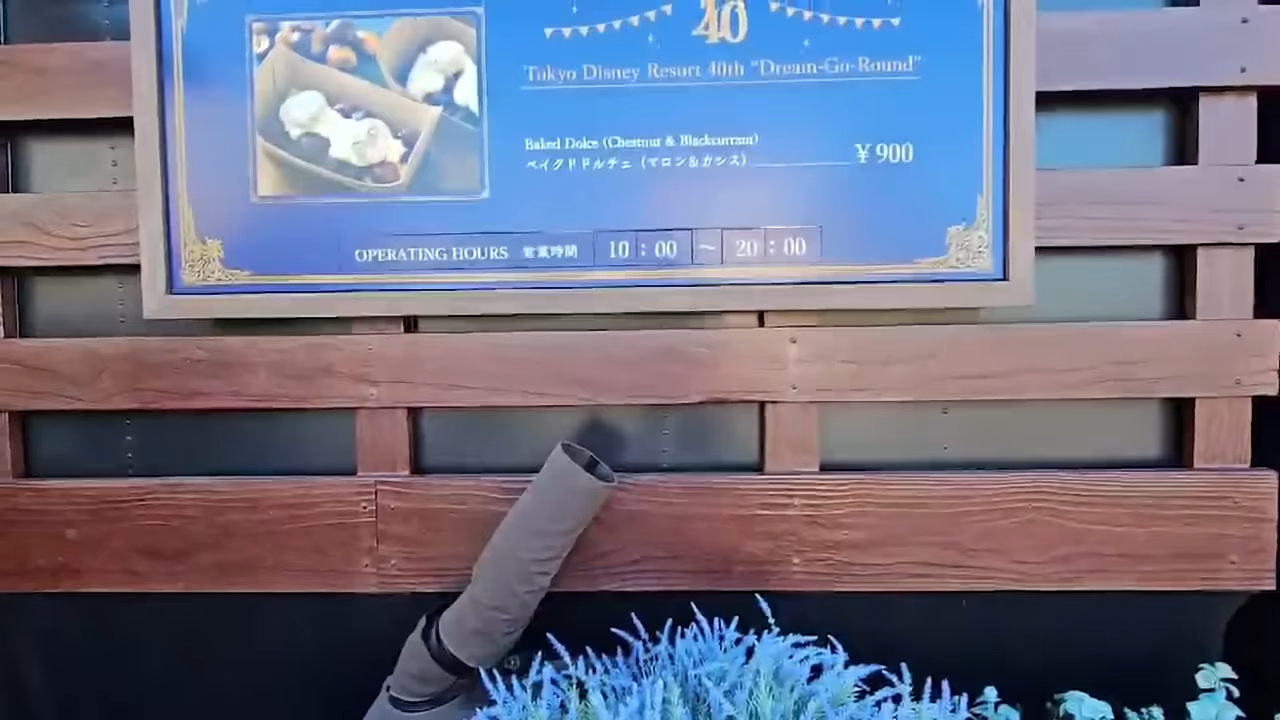 40
Tokyo Disney Resort 40th "Dream-Go-Round"
Baked Dolce (Chestnut & Blackcurrant)
ベイクドドルチェ（マロン&カシス） ¥900
OPERATING HOURS 営業時間 10：00 ～ 20：00